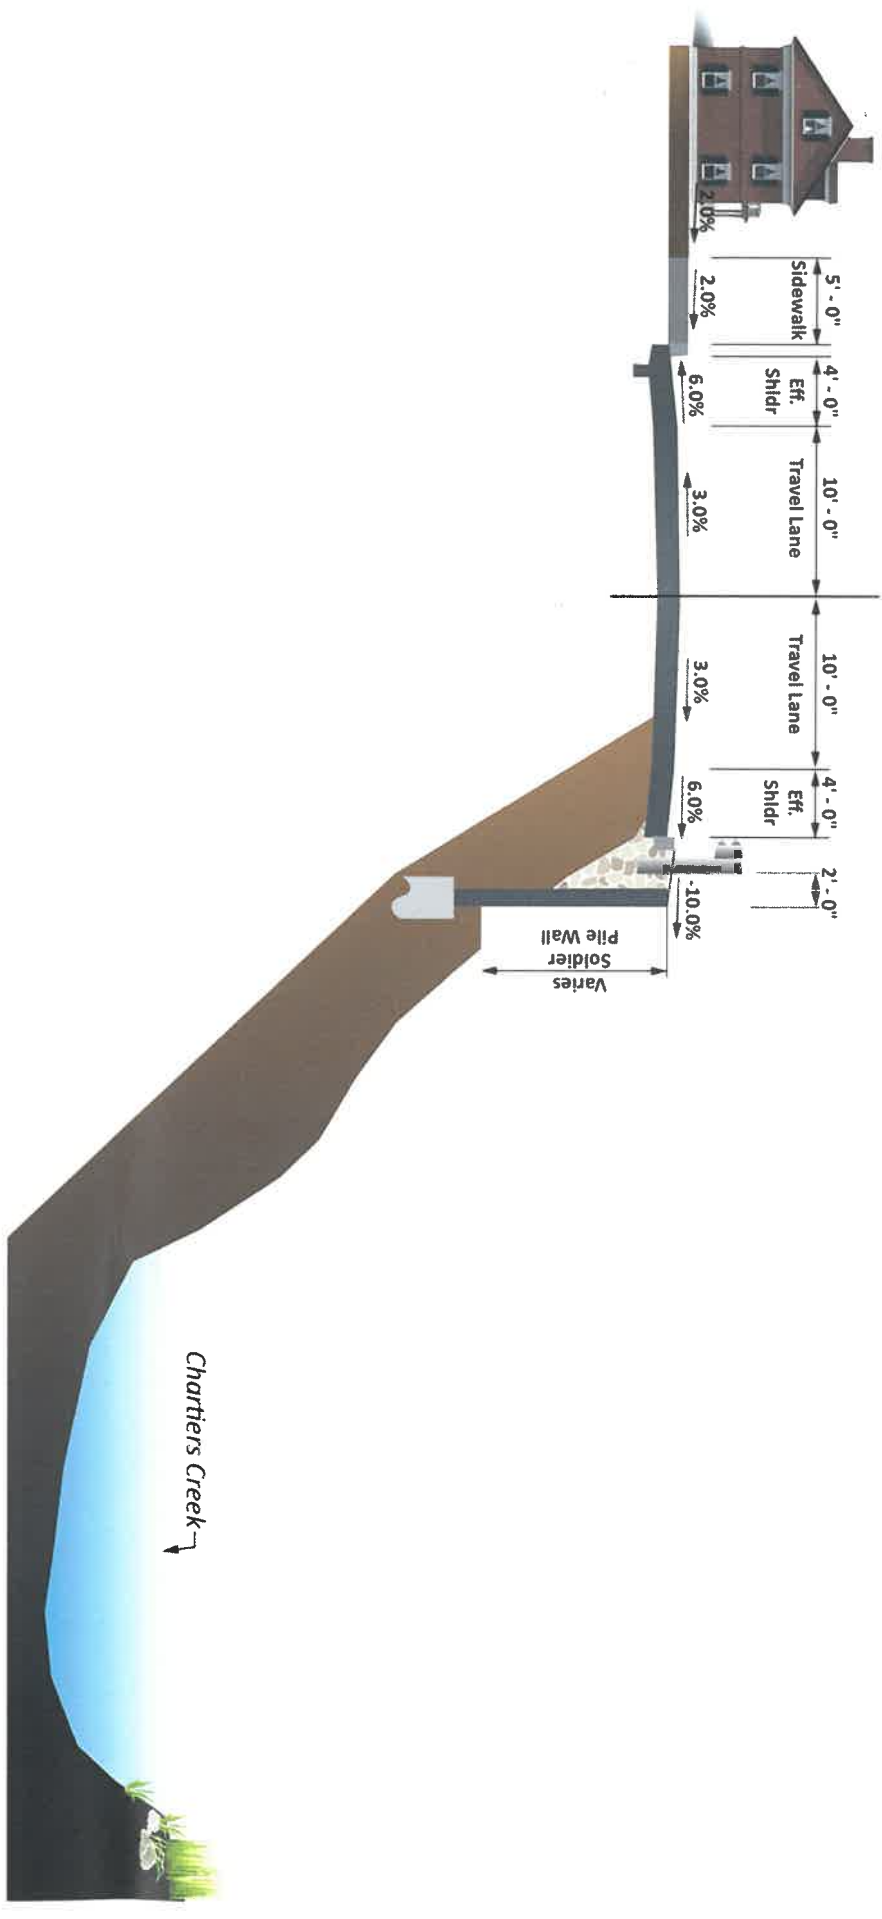 5' - 0"
Sidewalk
4' - 0"
Eff.
Shldr
10' - 0"
Travel Lane
10' - 0"
Travel Lane
4' - 0"
Eff.
Shldr
2' - 0"
2.0%
2.0%
6.0%
3.0%
3.0%
6.0%
-10.0%
Varies
Soldier
Pile Wall
Chartiers Creek